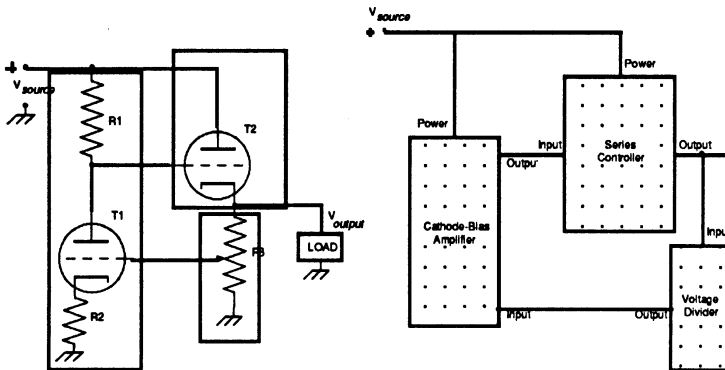 +
V source
R1
T2
T1
R2
R3
V output
LOAD
V source
+
Power
Power
Input
Output
Series
Controller
Output
Cathode-Bias
Amplifier
Input
Input
Output
Voltage
Divider